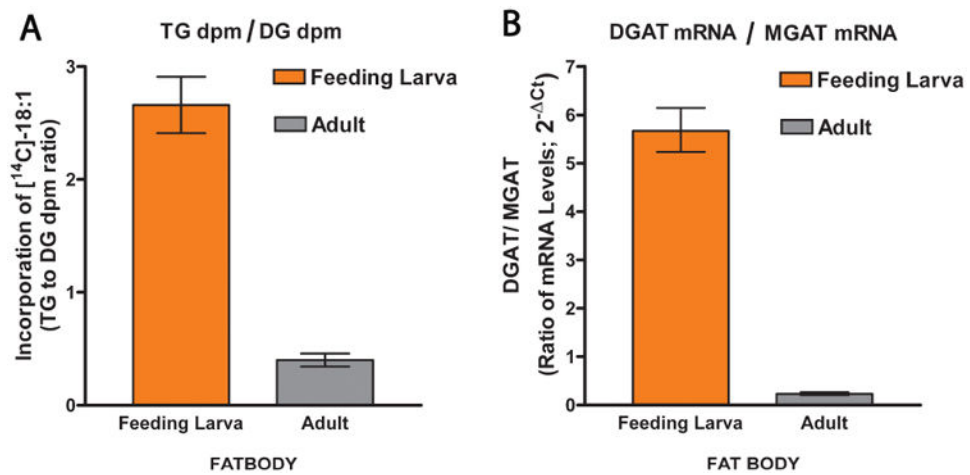 A
TG dpm / DG dpm
Incorporation of [¹⁴C]-18:1
(TG to DG dpm ratio)
3
2
1
0
Feeding Larva
Adult
Feeding Larva
Adult
FATBODY
B
DGAT mRNA / MGAT mRNA
DGAT/ MGAT
(Ratio of mRNA Levels; 2^-ΔCt)
7
6
5
4
3
2
1
0
Feeding Larva
Adult
Feeding Larva
Adult
FAT BODY